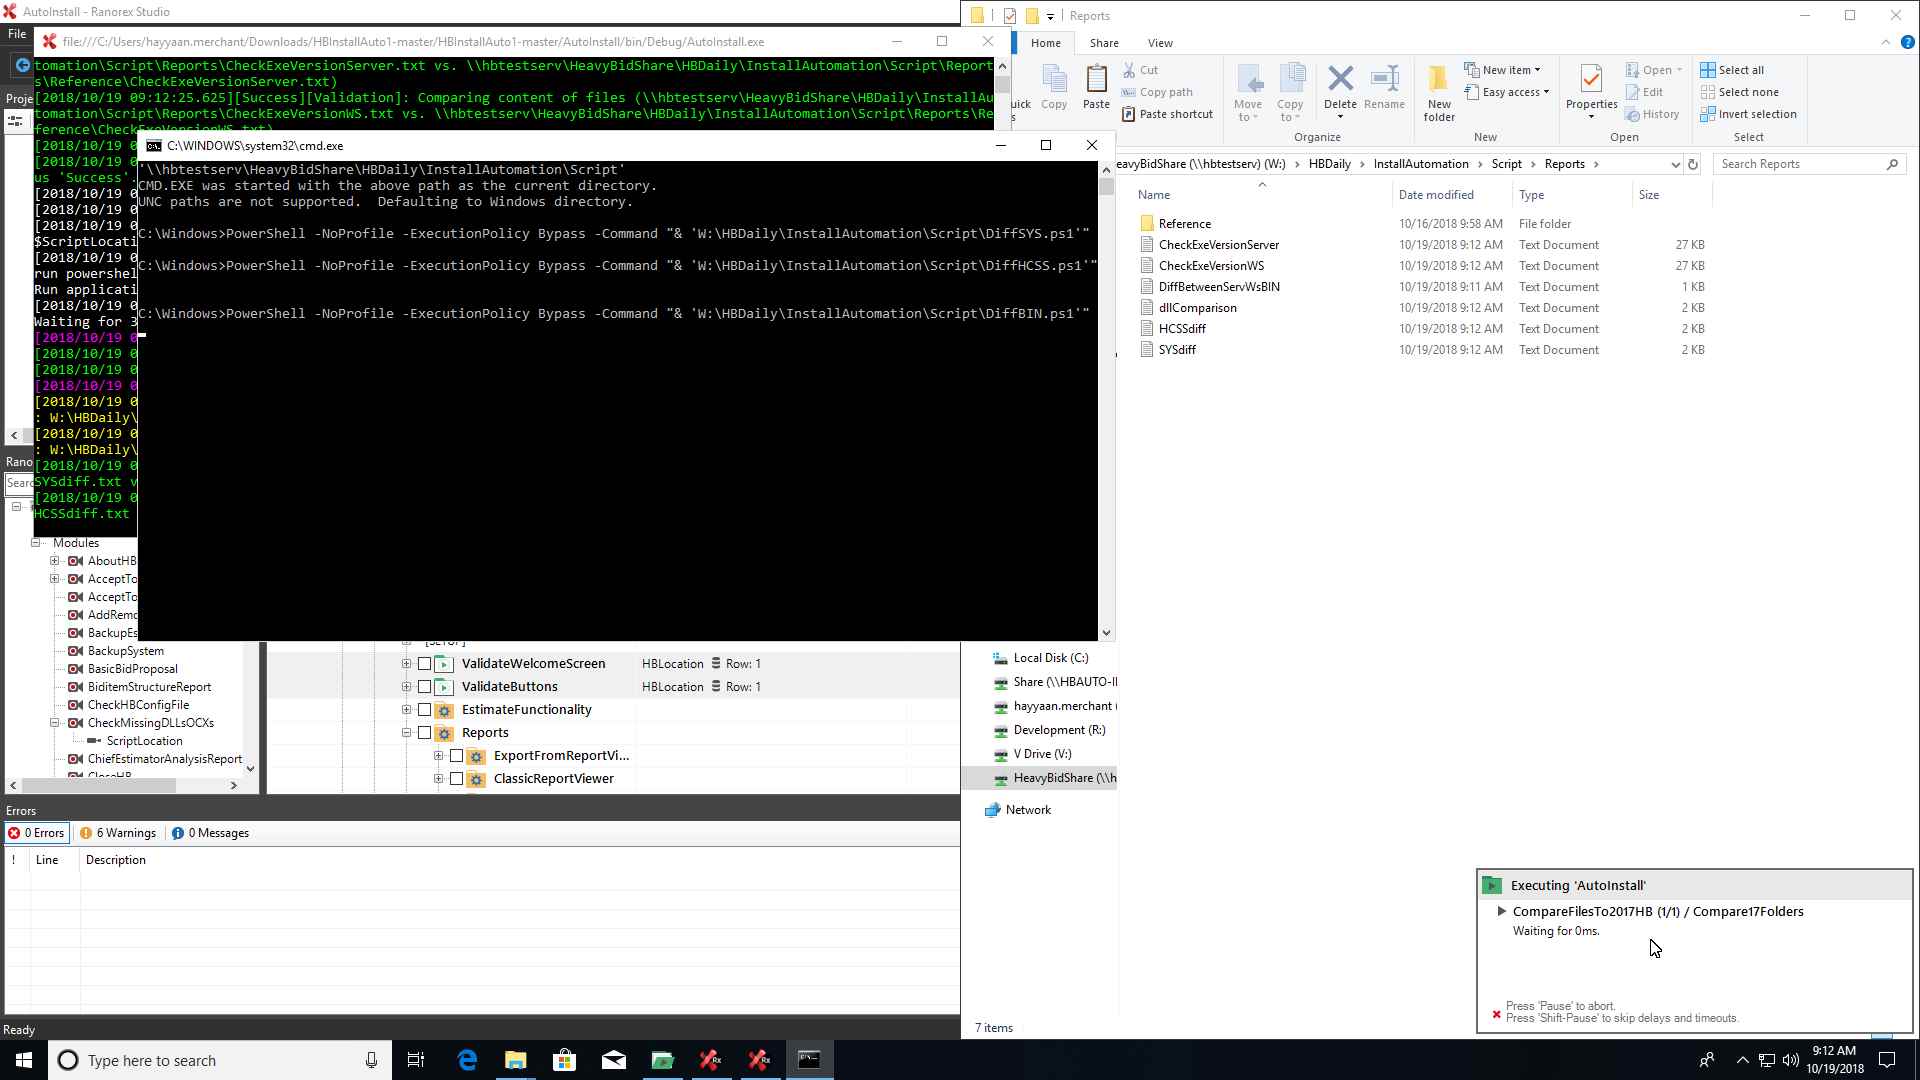 AutoInstall - Ranorex Studio
File
file:///C:/Users/hayyaan.merchant/Downloads/HBInstallAuto1-master/HBInstallAuto1-master/AutoInstall/bin/Debug/AutoInstall.exe
tomation\Script\Reports\CheckExeVersionServer.txt vs. \\hbtestserv\HeavyBidShare\HBDaily\InstallAutomation\Script\Report
s\Reference\CheckExeVersionServer.txt)
[2018/10/19 09:12:25.625][Success][Validation]: Comparing content of files (\\hbtestserv\HeavyBidShare\HBDaily\InstallAu
tomation\Script\Reports\CheckExeVersionWS.txt vs. \\hbtestserv\HeavyBidShare\HBDaily\InstallAutomation\Script\Reports\Re
ference\CheckExeVersionWS.txt)
[2018/10/19 0
[2018/10/19 0
us 'Success'.
[2018/10/19 0
[2018/10/19 0
[2018/10/19 0
$ScriptLocati
[2018/10/19 0
run powershel
Run applicati
[2018/10/19 0
Waiting for 3
[2018/10/19 0
[2018/10/19 0
[2018/10/19 0
[2018/10/19 0
[2018/10/19 0
: W:\HBDaily\
[2018/10/19 0
: W:\HBDaily\
[2018/10/19 0
SYSdiff.txt v
[2018/10/19 0
HCSSdiff.txt
C:\WINDOWS\system32\cmd.exe
'\\hbtestserv\HeavyBidShare\HBDaily\InstallAutomation\Script'
CMD.EXE was started with the above path as the current directory.
UNC paths are not supported.  Defaulting to Windows directory.
C:\Windows>PowerShell -NoProfile -ExecutionPolicy Bypass -Command "& 'W:\HBDaily\InstallAutomation\Script\DiffSYS.ps1'"
C:\Windows>PowerShell -NoProfile -ExecutionPolicy Bypass -Command "& 'W:\HBDaily\InstallAutomation\Script\DiffHCSS.ps1'"
C:\Windows>PowerShell -NoProfile -ExecutionPolicy Bypass -Command "& 'W:\HBDaily\InstallAutomation\Script\DiffBIN.ps1'"
Proje
Rano
Searc
Modules
AboutHB
AcceptTo
AcceptTo
AddRemo
BackupEs
BackupSystem
BasicBidProposal
BiditemStructureReport
CheckHBConfigFile
CheckMissingDLLsOCXs
ScriptLocation
ChiefEstimatorAnalysisReport
CloseHB
[SETUP]
ValidateWelcomeScreen HBLocation Row: 1
ValidateButtons HBLocation Row: 1
EstimateFunctionality
Reports
ExportFromReportVi...
ClassicReportViewer
Errors
0 Errors 6 Warnings 0 Messages
! Line Description
Ready
Reports
Home Share View
uick Copy Paste
Cut
Copy path
Paste shortcut
Move to Copy to Delete Rename
Organize
New folder
New item
Easy access
New
Properties
Open
Edit
History
Open
Select all
Select none
Invert selection
Select
eavyBidShare (\\hbtestserv) (W:) HBDaily InstallAutomation Script Reports
Search Reports
Name Date modified Type Size
Reference 10/16/2018 9:58 AM File folder
CheckExeVersionServer 10/19/2018 9:12 AM Text Document 27 KB
CheckExeVersionWS 10/19/2018 9:12 AM Text Document 27 KB
DiffBetweenServWsBIN 10/19/2018 9:11 AM Text Document 1 KB
dllComparison 10/19/2018 9:12 AM Text Document 2 KB
HCSSdiff 10/19/2018 9:12 AM Text Document 2 KB
SYSdiff 10/19/2018 9:12 AM Text Document 2 KB
Local Disk (C:)
Share (\\HBAUTO-I
hayyaan.merchant (
Development (R:)
V Drive (V:)
HeavyBidShare (\\h
Network
7 items
Executing 'AutoInstall'
CompareFilesTo2017HB (1/1) / Compare17Folders
Waiting for 0ms.
Press 'Pause' to abort.
Press 'Shift-Pause' to skip delays and timeouts.
Type here to search
9:12 AM
10/19/2018